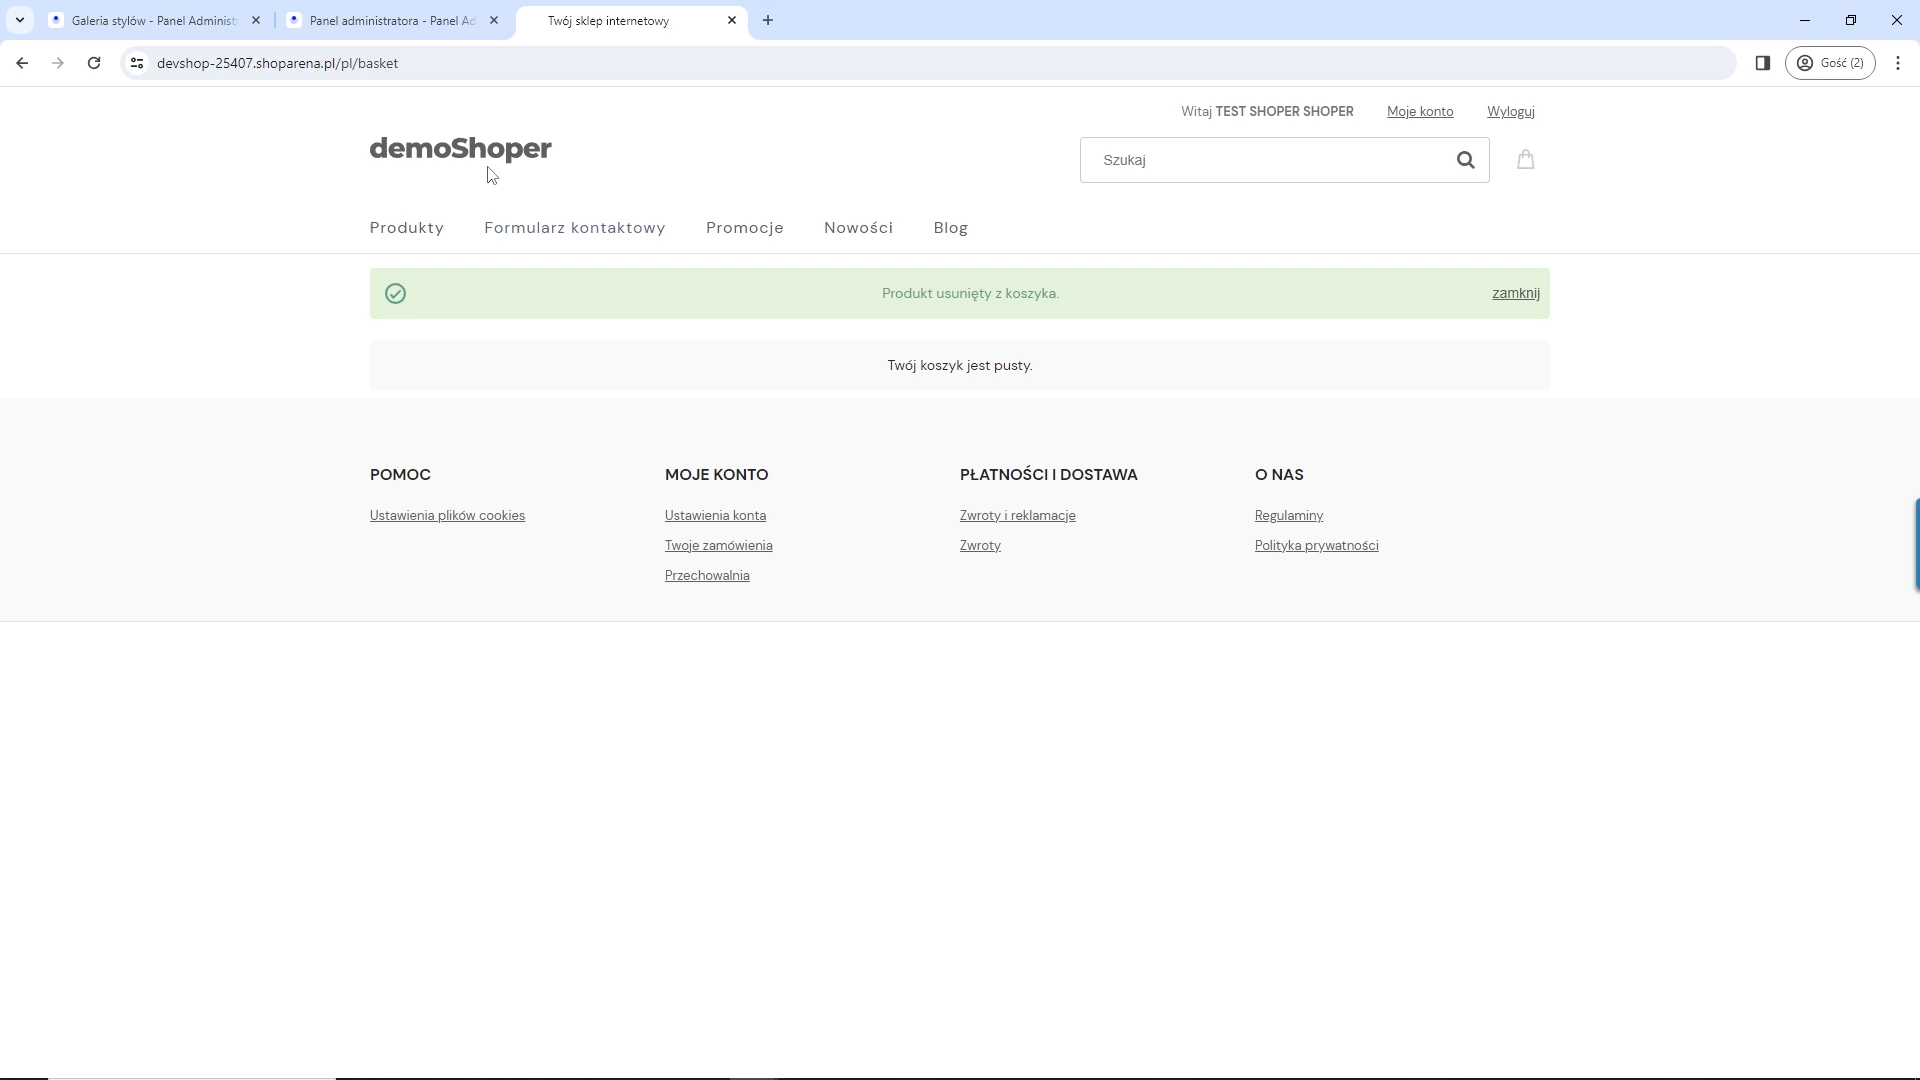 Galeria stylów - Panel Administ
Panel administratora - Panel Ad
Twój sklep internetowy
devshop-25407.shoparena.pl/pl/basket
Gość (2)
Witaj TEST SHOPER SHOPER
Moje konto
Wyloguj
demoShoper
Szukaj
Produkty
Formularz kontaktowy
Promocje
Nowości
Blog
Produkt usunięty z koszyka.
zamknij
Twój koszyk jest pusty.
POMOC
Ustawienia plików cookies
MOJE KONTO
Ustawienia konta
Twoje zamówienia
Przechowalnia
PŁATNOŚCI I DOSTAWA
Zwroty i reklamacje
Zwroty
O NAS
Regulaminy
Polityka prywatności